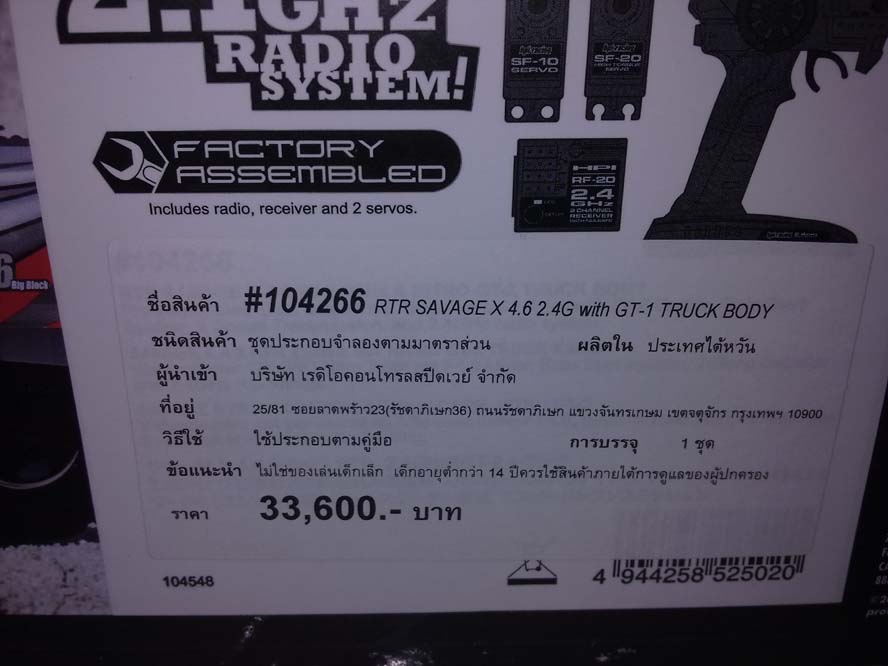 2.4GHz
RADIO
SYSTEM!
hpi-racing
SF-10
SERVO
hpi-racing
SF-20
HIGH TORQUE
SERVO
FACTORY
ASSEMBLED
Includes radio, receiver and 2 servos.
HPI
RF-20
2.4
GHz
RECEIVER
Big Block
ชื่อสินค้า #104266 RTR SAVAGE X 4.6 2.4G with GT-1 TRUCK BODY
ชนิดสินค้า ชุดประกอบจำลองตามมาตราส่วน ผลิตใน ประเทศไต้หวัน
ผู้นำเข้า บริษัท เรดิโอคอนโทรลสปีดเวย์ จำกัด
ที่อยู่ 25/81 ซอยลาดพร้าว23(รัชดาภิเษก36) ถนนรัชดาภิเษก แขวงจันทรเกษม เขตจตุจักร กรุงเทพฯ 10900
วิธีใช้ ใช้ประกอบตามคู่มือ การบรรจุ 1 ชุด
ข้อแนะนำ ไม่ใช่ของเล่นเด็กเล็ก เด็กอายุต่ำกว่า 14 ปีควรใช้สินค้าภายใต้การดูแลของผู้ปกครอง
ราคา 33,600.- บาท
104548
4 944258 525020